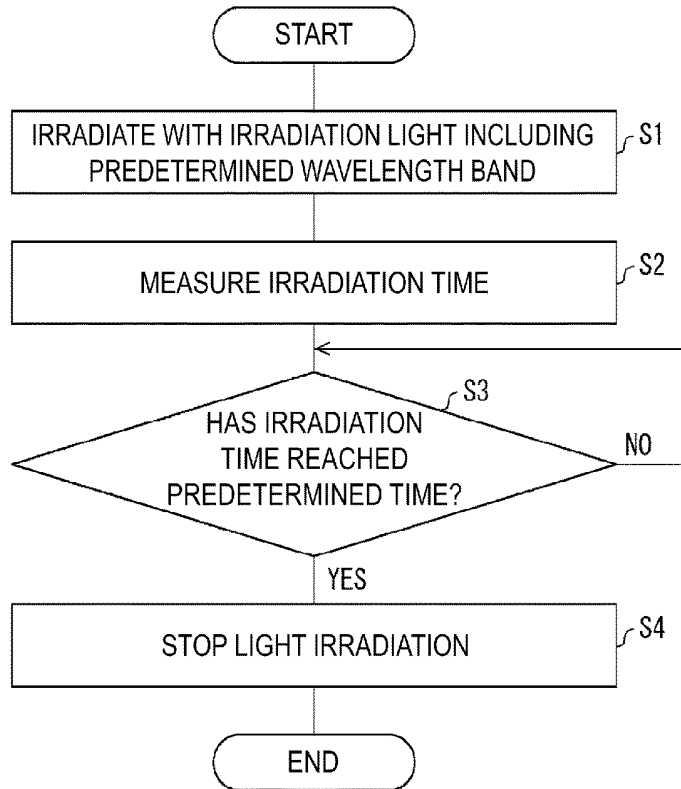 START
IRRADIATE WITH IRRADIATION LIGHT INCLUDING
PREDETERMINED WAVELENGTH BAND
S1
MEASURE IRRADIATION TIME
S2
S3
HAS IRRADIATION
TIME REACHED
PREDETERMINED TIME?
NO
YES
STOP LIGHT IRRADIATION
S4
END